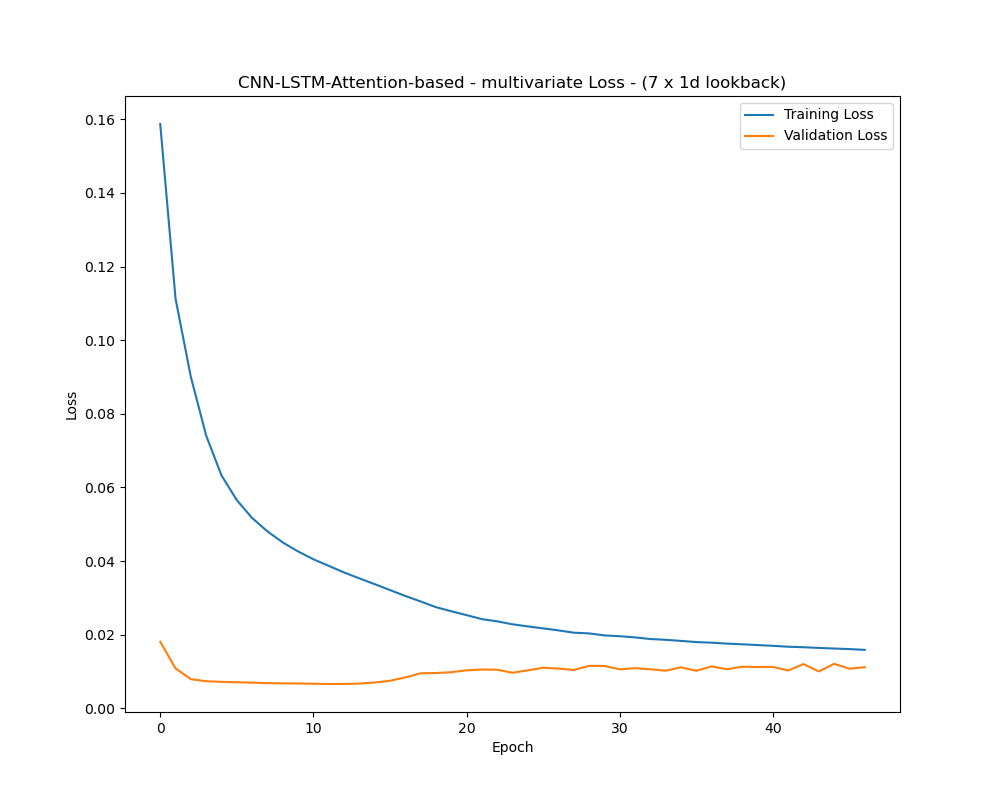 CNN-LSTM-Attention-based - multivariate Loss - (7 x 1d lookback)
Training Loss
Validation Loss
0.16
0.14
0.12
0.10
0.08
0.06
0.04
0.02
0.00
Loss
0 10 20 30 40
Epoch